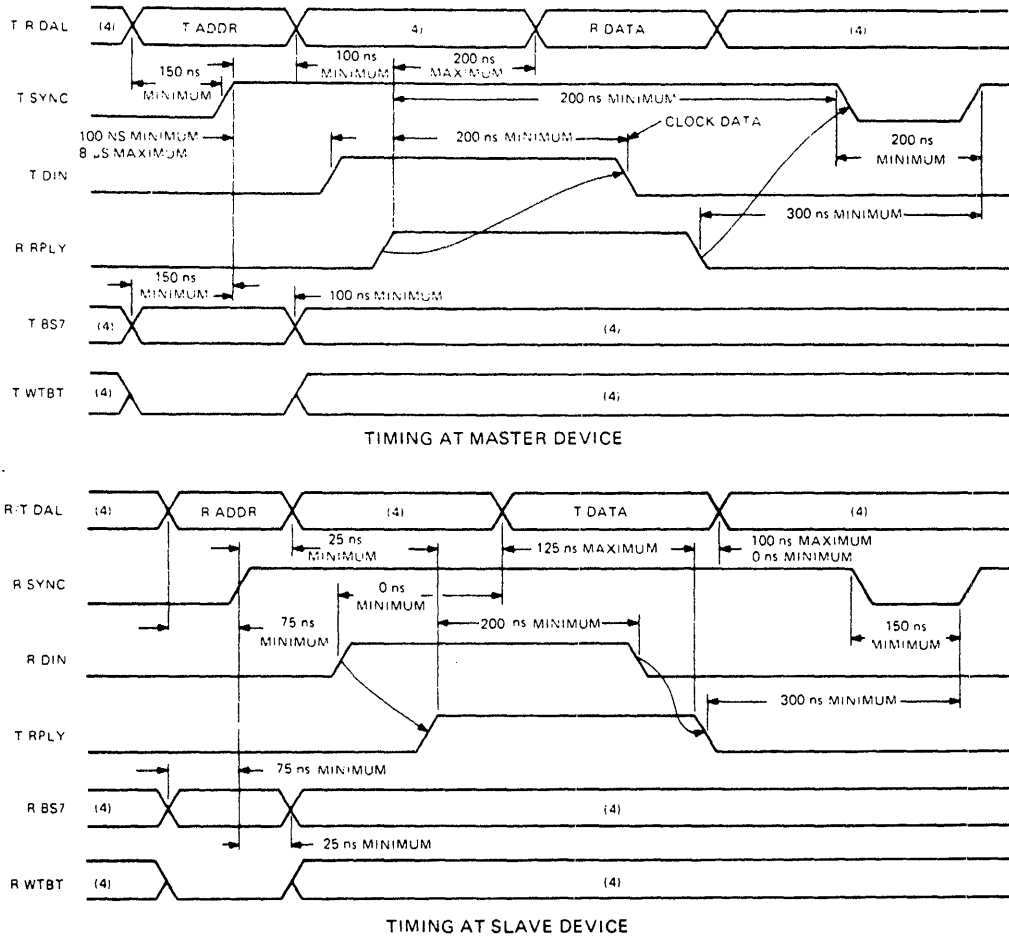 T R DAL (4) T ADDR 4) R DATA (4)
150 ns MINIMUM
100 ns MINIMUM
200 ns MAXIMUM
T SYNC
200 ns MINIMUM
100 NS MINIMUM
8 µS MAXIMUM
200 ns MINIMUM
CLOCK DATA
200 ns MINIMUM
T DIN
300 ns MINIMUM
R RPLY
150 ns MINIMUM
100 ns MINIMUM
T BS7 (4) (4)
T WTBT (4) (4)
TIMING AT MASTER DEVICE
R/T DAL (4) R ADDR (4) T DATA (4)
25 ns MINIMUM
125 ns MAXIMUM
100 ns MAXIMUM
0 ns MINIMUM
R SYNC
0 ns MINIMUM
75 ns MINIMUM
200 ns MINIMUM
150 ns MIMIMUM
R DIN
300 ns MINIMUM
T RPLY
75 ns MINIMUM
R BS7 (4) (4)
25 ns MINIMUM
R WTBT (4) (4)
TIMING AT SLAVE DEVICE